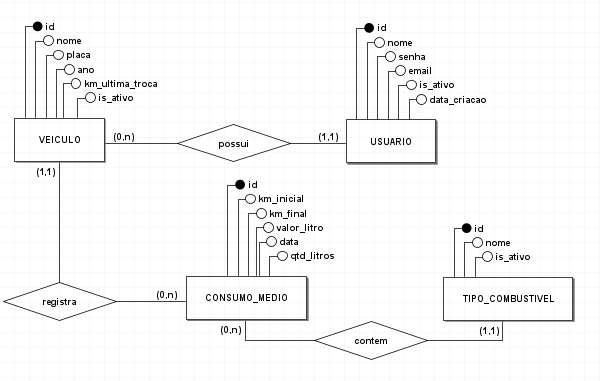 id
nome
placa
ano
km_ultima_troca
is_ativo
VEICULO
(0,n)
possui
(1,1)
id
nome
senha
email
is_ativo
data_criacao
USUARIO
(1,1)
registra
(0,n)
id
km_inicial
km_final
valor_litro
data
qtd_litros
CONSUMO_MEDIO
(0,n)
contem
(1,1)
id
nome
is_ativo
TIPO_COMBUSTIVEL